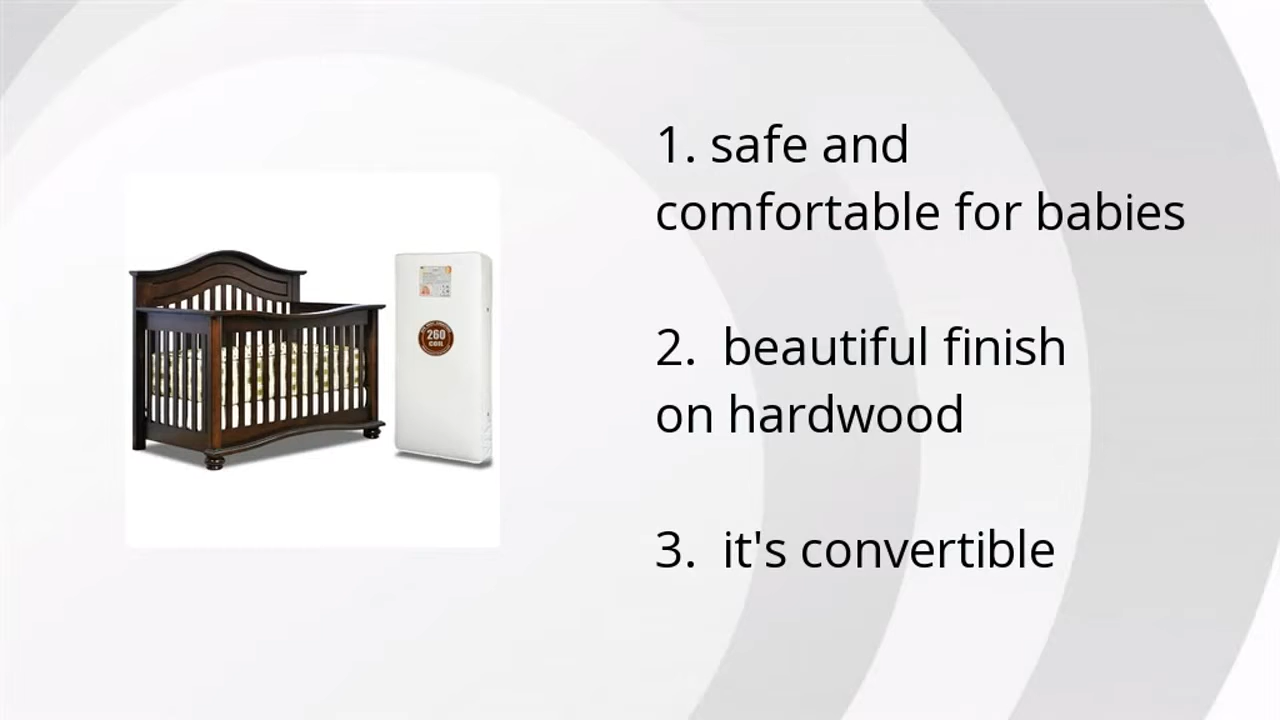 1. safe and
comfortable for babies
2. beautiful finish
on hardwood
3. it's convertible
260
COIL